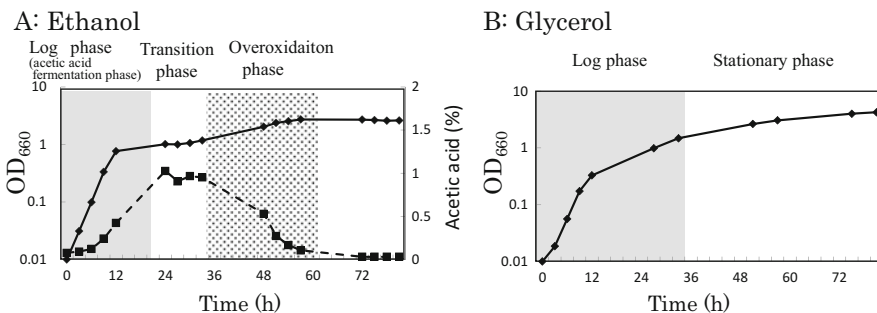 A: Ethanol
Log phase
(acetic acid
fermentation phase)
Transition
phase
Overoxidaiton
phase
10
1
0.1
0.01
OD660
2
1.5
1
0.5
0
Acetic acid (%)
0 12 24 36 48 60 72
Time (h)
B: Glycerol
Log phase
Stationary phase
10
1
0.1
0.01
OD660
0 12 24 36 48 60 72
Time (h)